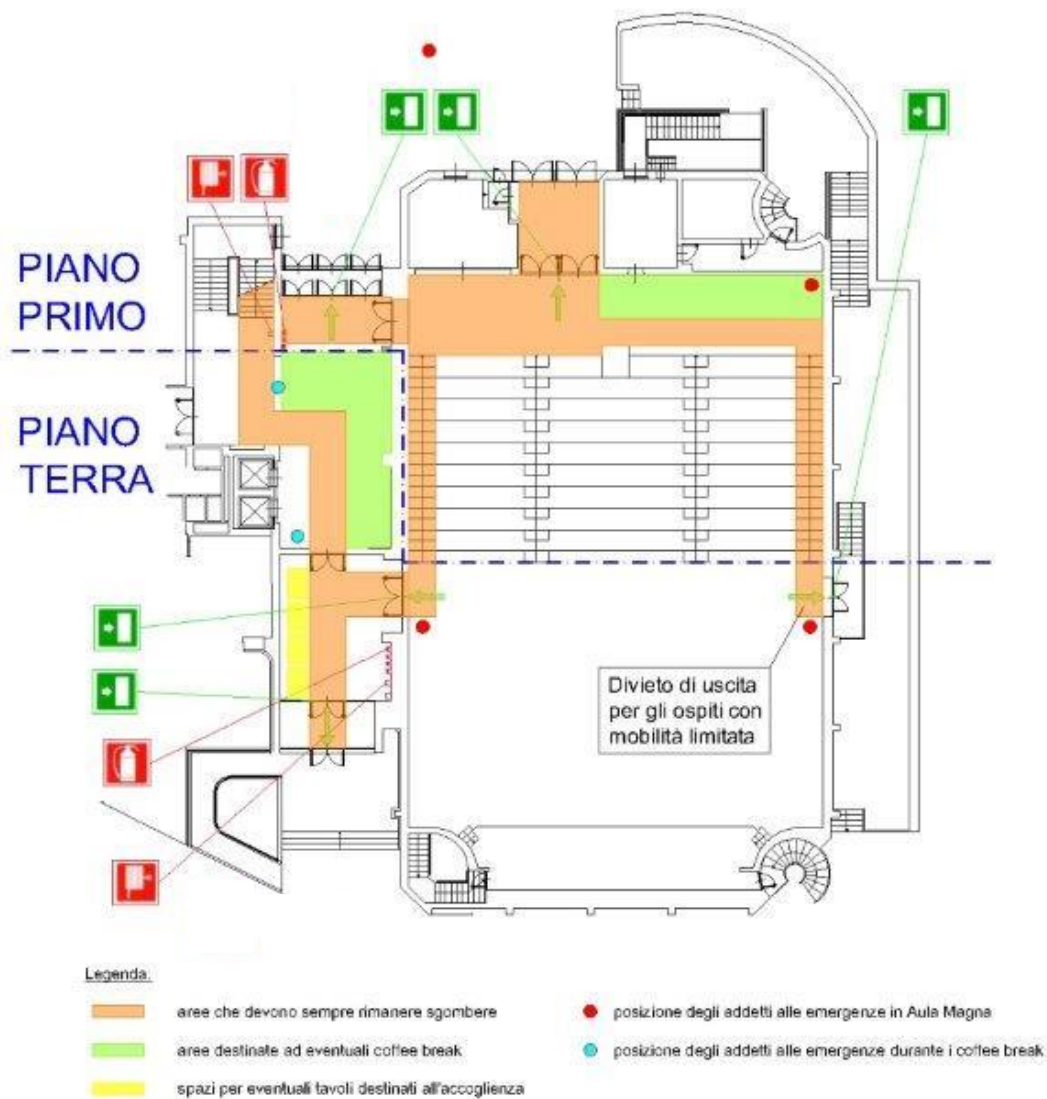 PIANO
PRIMO
PIANO
TERRA
Divieto di uscita
per gli ospiti con
mobilità limitata
Legenda:
aree che devono sempre rimanere sgombere
posizione degli addetti alle emergenze in Aula Magna
aree destinate ad eventuali coffee break
posizione degli addetti alle emergenze durante i coffee break
spazi per eventuali tavoli destinati all'accoglienza